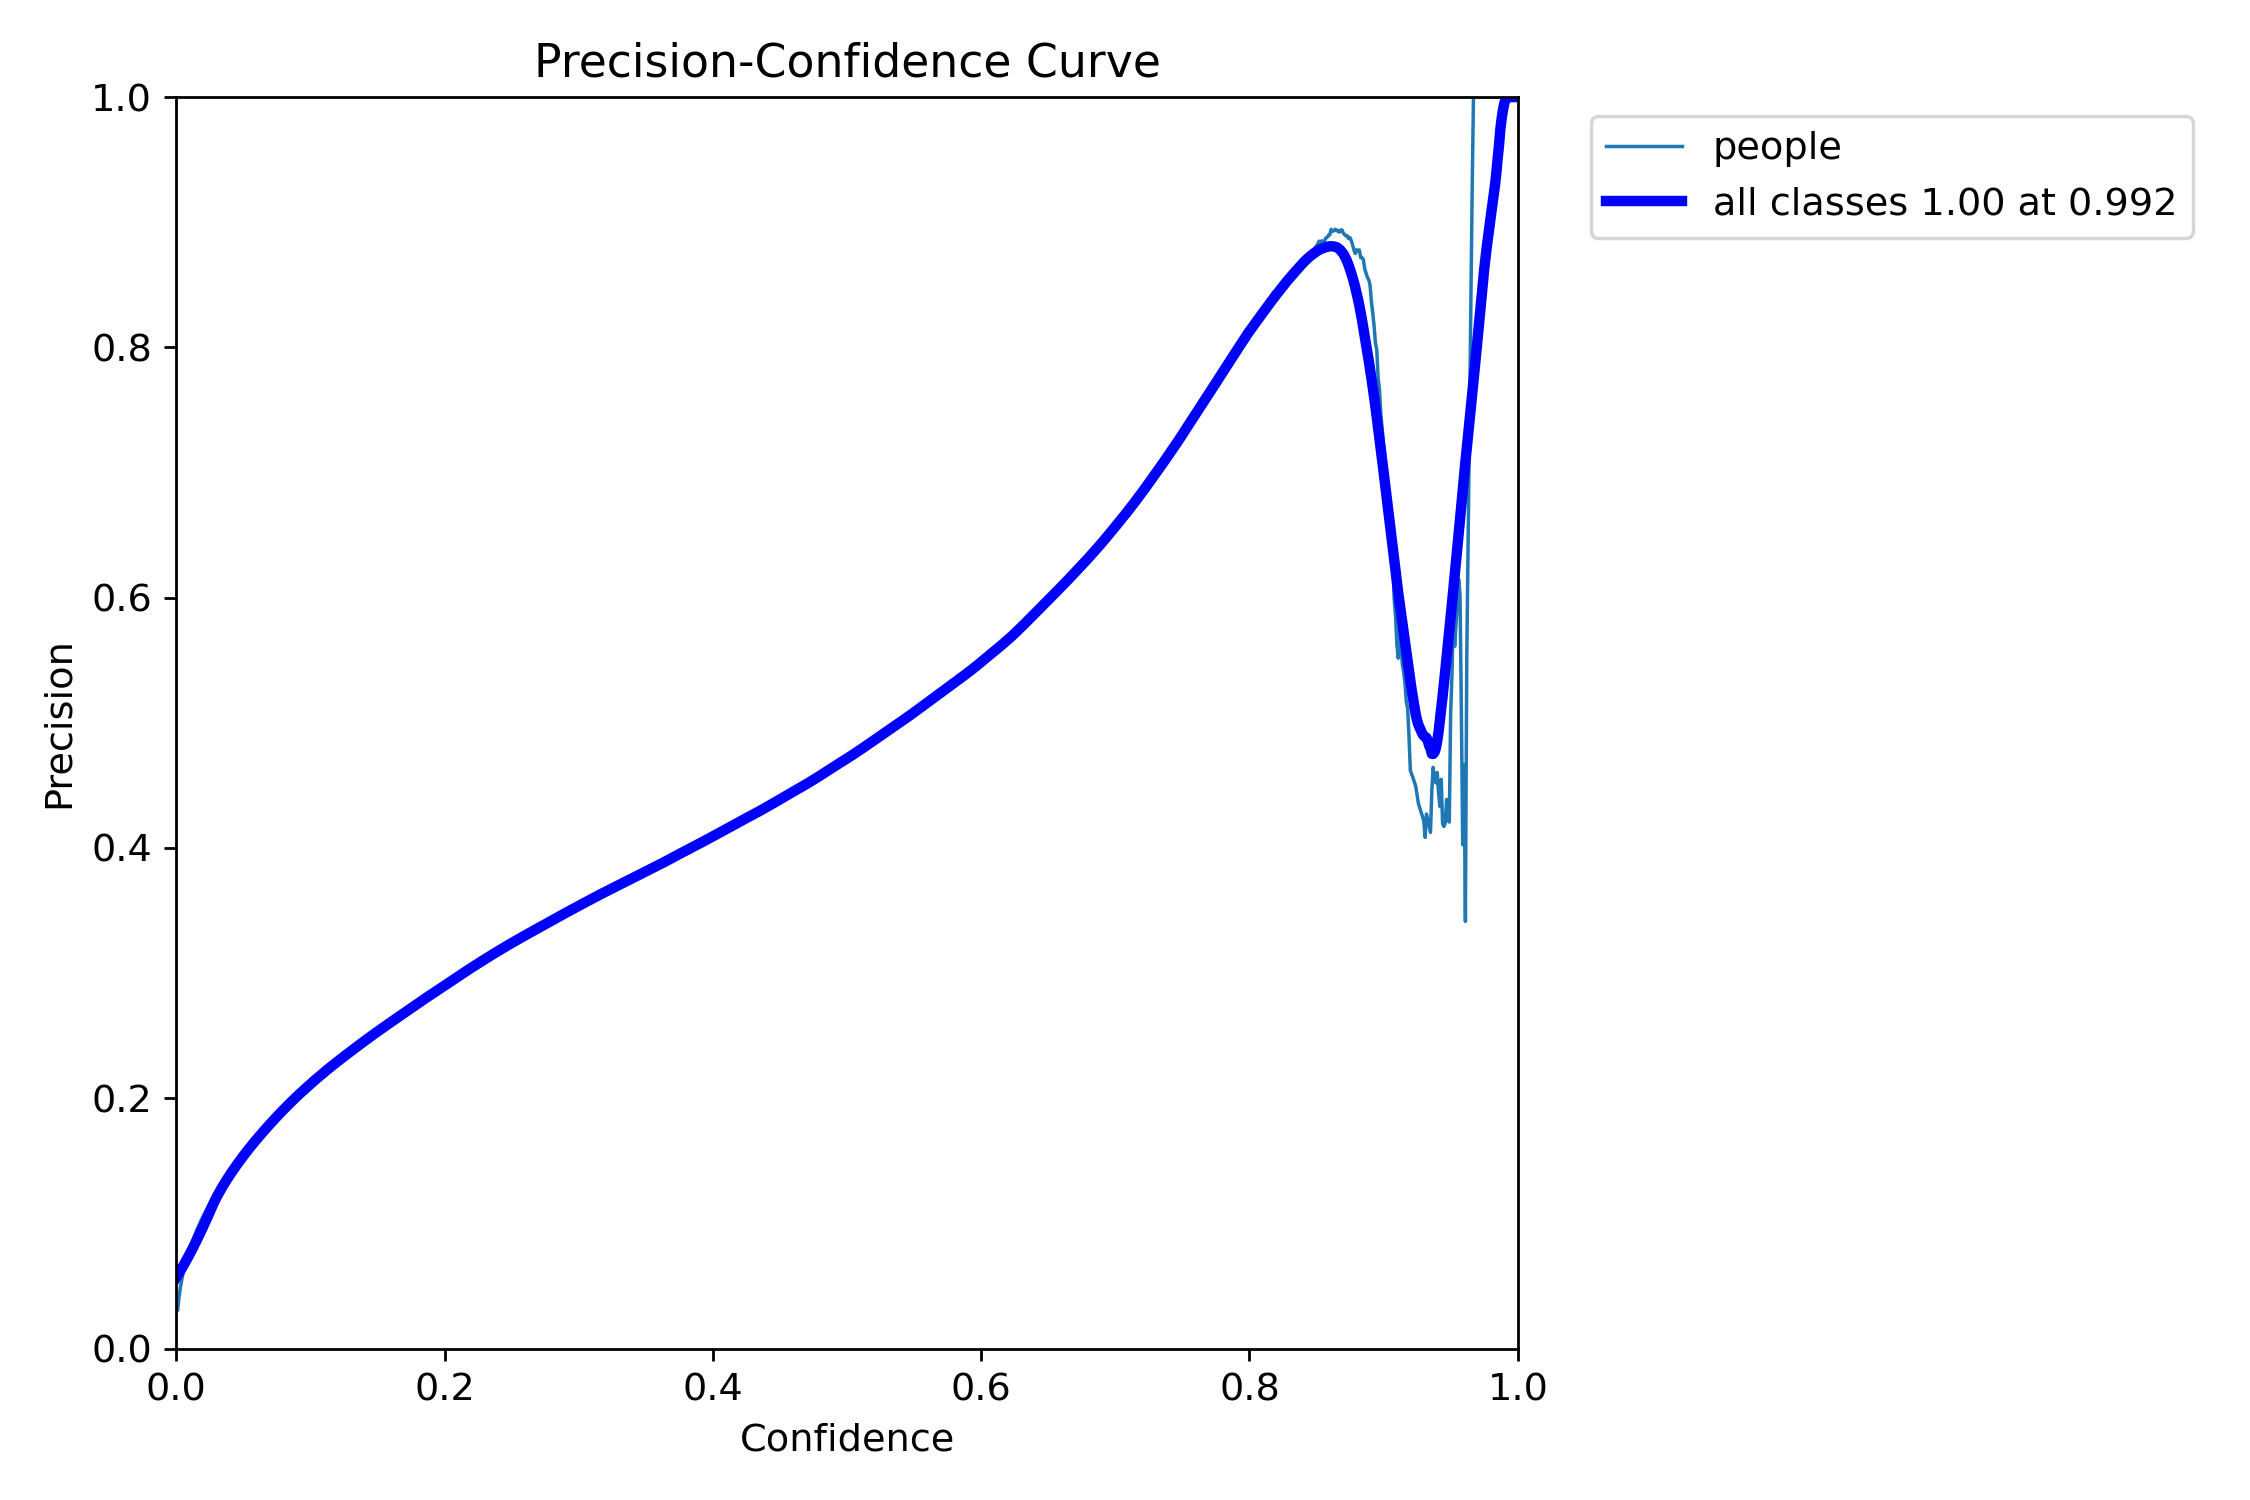 Precision-Confidence Curve
people
all classes 1.00 at 0.992
1.0
0.8
0.6
0.4
0.2
0.0
Precision
0.0 0.2 0.4 0.6 0.8 1.0
Confidence